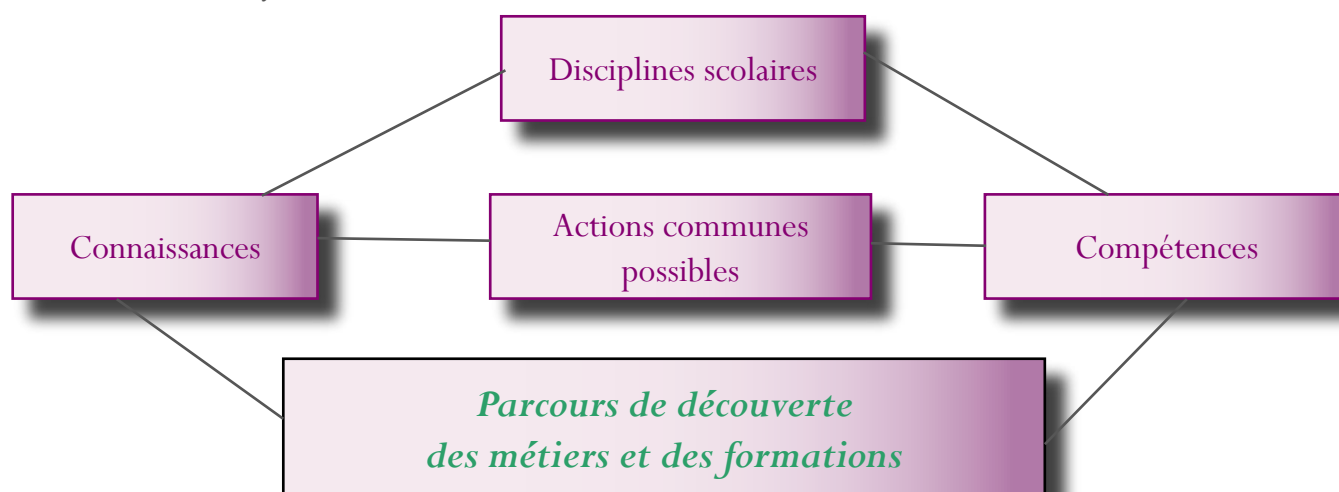 Disciplines scolaires
Connaissances
Actions communes
possibles
Compétences
Parcours de découverte
des métiers et des formations